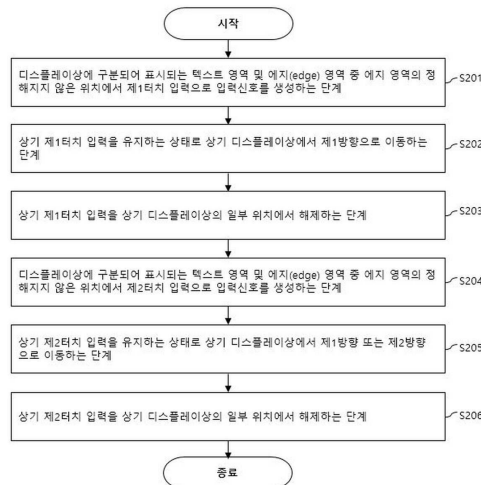 시작
디스플레이상에 구분되어 표시되는 텍스트 영역 및 에지(edge) 영역 중 에지 영역의 정
해지지 않은 위치에서 제1터치 입력으로 입력신호를 생성하는 단계
S201
상기 제1터치 입력을 유지하는 상태로 상기 디스플레이상에서 제1방향으로 이동하는
단계
S202
상기 제1터치 입력을 상기 디스플레이상의 일부 위치에서 해제하는 단계
S203
디스플레이상에 구분되어 표시되는 텍스트 영역 및 에지(edge) 영역 중 에지 영역의 정
해지지 않은 위치에서 제2터치 입력으로 입력신호를 생성하는 단계
S204
상기 제2터치 입력을 유지하는 상태로 상기 디스플레이상에서 제1방향 또는 제2방향
으로 이동하는 단계
S205
상기 제2터치 입력을 상기 디스플레이상의 일부 위치에서 해제하는 단계
S206
종료